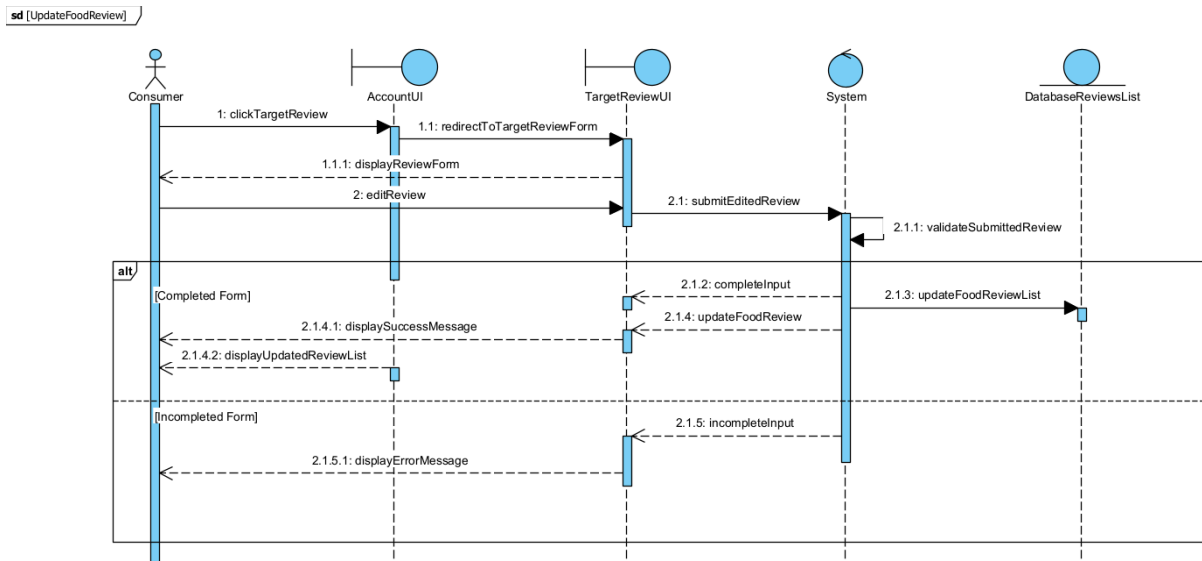 sd [UpdateFoodReview]
Consumer
AccountUI
TargetReviewUI
System
DatabaseReviewsList
1: clickTargetReview
1.1: redirectToTargetReviewForm
1.1.1: displayReviewForm
2: editReview
2.1: submitEditedReview
2.1.1: validateSubmittedReview
alt
[Completed Form]
2.1.2: completeInput
2.1.3: updateFoodReviewList
2.1.4: updateFoodReview
2.1.4.1: displaySuccessMessage
2.1.4.2: displayUpdatedReviewList
[Incompleted Form]
2.1.5: incompleteInput
2.1.5.1: displayErrorMessage